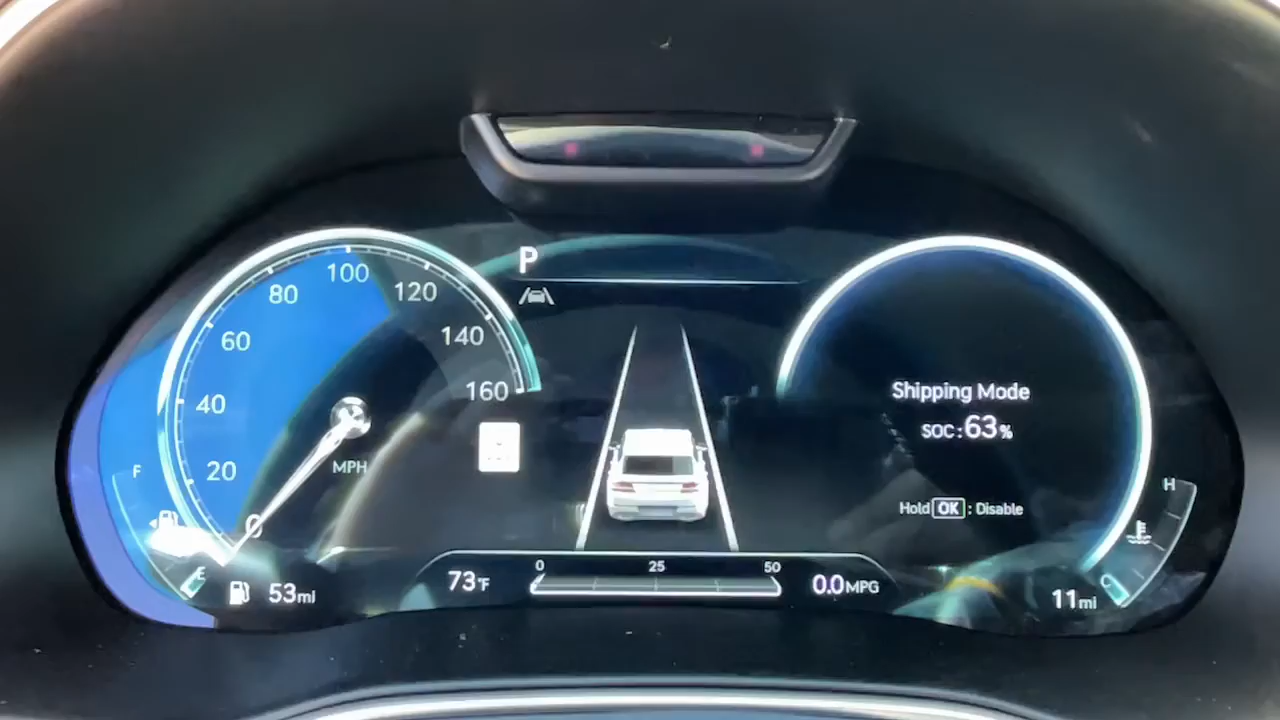 P
100
80
120
60
140
160
40
20
MPH
0
F
E
53mi
73°F
0
25
50
0.0MPG
Shipping Mode
SOC:63%
Hold OK : Disable
H
C
11mi